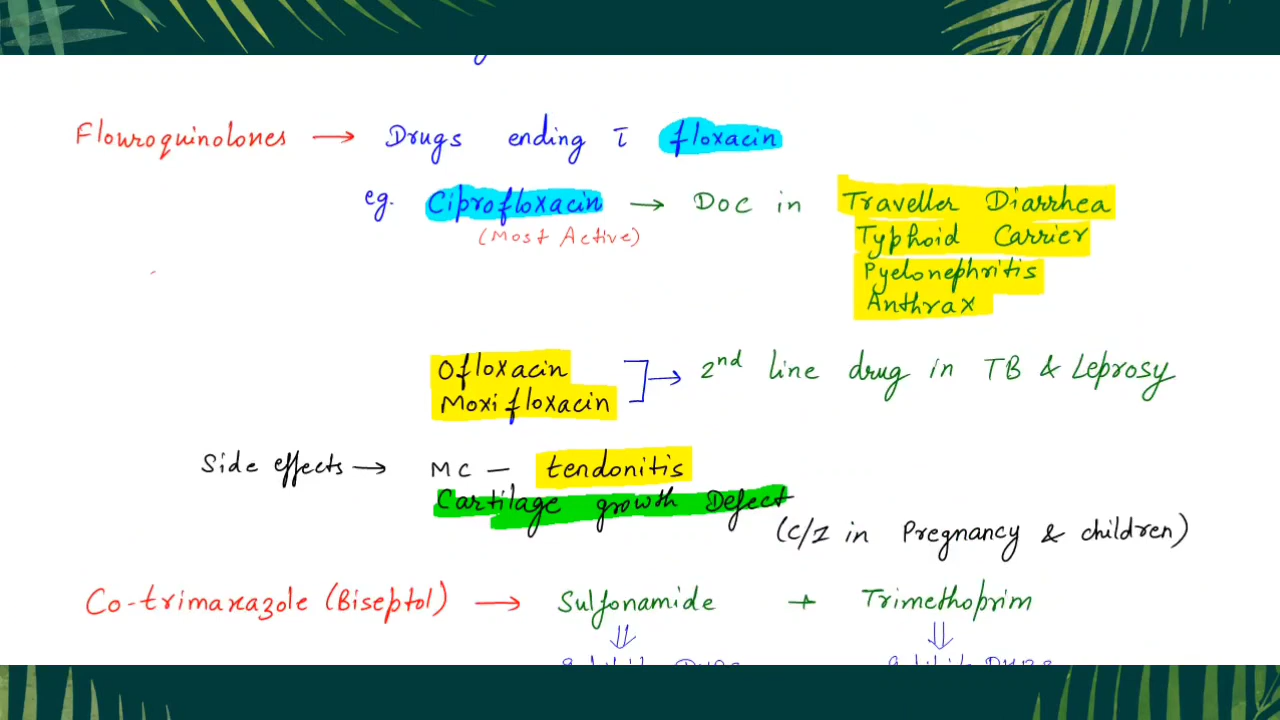 Flouroquinolones → Drugs ending c̄ floxacin
eg. Ciprofloxacin → DOC in Traveller Diarrhea
(Most Active)
Typhoid Carrier
Pyelonephritis
Anthrax
Ofloxacin
Moxifloxacin
→ 2nd line drug in TB & Leprosy
Side effects → MC – tendonitis
Cartilage growth Defect
(C/I in Pregnancy & children)
Co-trimaxazole (Biseptol) → Sulfonamide + Trimethoprim